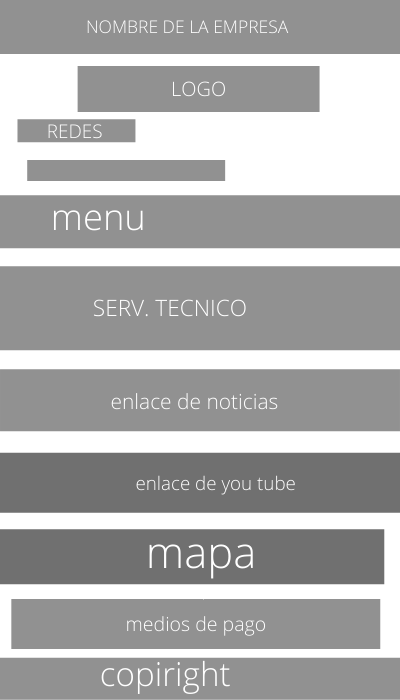 NOMBRE DE LA EMPRESA
LOGO
REDES
menu
SERV. TECNICO
enlace de noticias
enlace de you tube
mapa
medios de pago
copiright